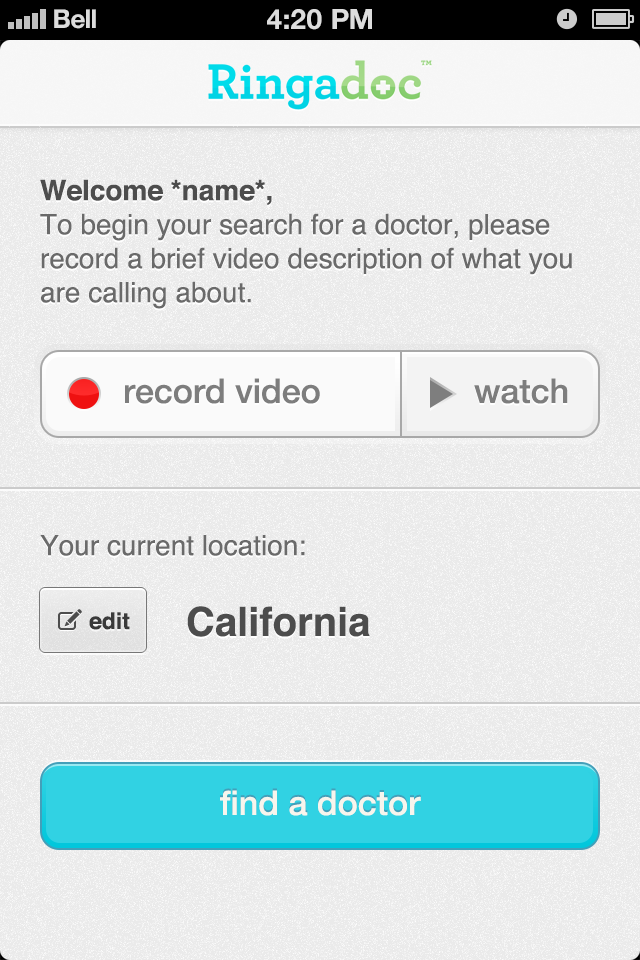 Bell 4:20 PM
Ringadoc™
Welcome *name*,
To begin your search for a doctor, please
record a brief video description of what you
are calling about.
record video watch
Your current location:
edit California
find a doctor